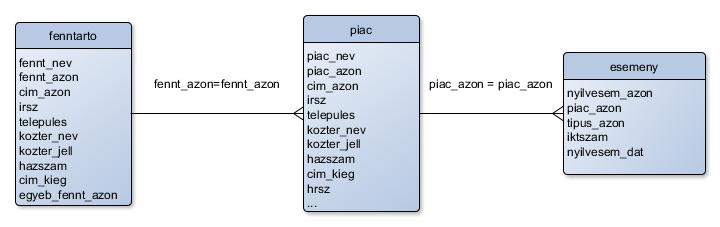 fenntarto
fennt_nev
fennt_azon
cim_azon
irsz
telepules
kozter_nev
kozter_jell
hazszam
cim_kieg
egyeb_fennt_azon
fennt_azon=fennt_azon
piac
piac_nev
piac_azon
cim_azon
irsz
telepules
kozter_nev
kozter_jell
hazszam
cim_kieg
hrsz
...
piac_azon = piac_azon
esemeny
nyilvesem_azon
piac_azon
tipus_azon
iktszam
nyilvesem_dat